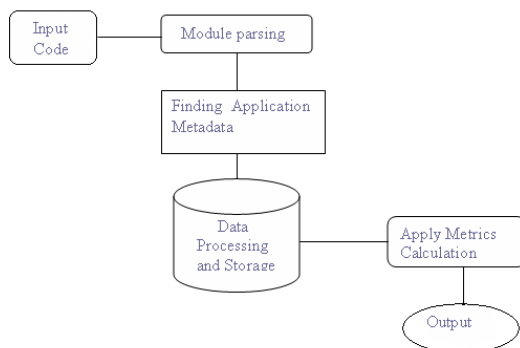 Input
Code
Module parsing
Finding Application
Metadata
Data
Processing
and Storage
Apply Metrics
Calculation
Output